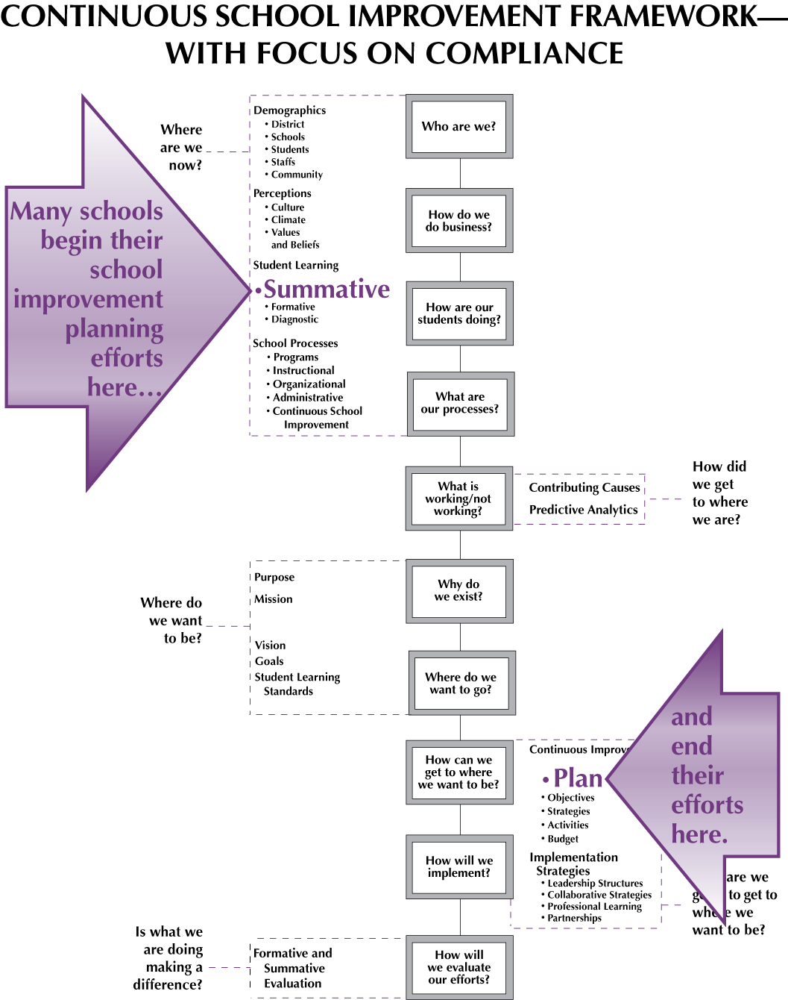 CONTINUOUS SCHOOL IMPROVEMENT FRAMEWORK—
WITH FOCUS ON COMPLIANCE
Many schools
begin their
school
improvement
planning
efforts
here…
Where
are we
now?
Demographics
• District
• Schools
• Students
• Staffs
• Community
Perceptions
• Culture
• Climate
• Values
and Beliefs
Student Learning
• Summative
• Formative
• Diagnostic
School Processes
• Programs
• Instructional
• Organizational
• Administrative
• Continuous School
Improvement
Who are we?
How do we
do business?
How are our
students doing?
What are
our processes?
What is
working/not
working?
Contributing Causes
Predictive Analytics
How did
we get
to where
we are?
Where do
we want
to be?
Purpose
Mission
Vision
Goals
Student Learning
Standards
Why do
we exist?
Where do we
want to go?
How can we
get to where
we want to be?
Continuous
• Plan
• Objectives
• Strategies
• Activities
• Budget
and
end
their
efforts
here.
How will we
implement?
Implementation
Strategies
• Leadership Structures
• Collaborative Strategies
• Professional Learning
• Partnerships
are we
to get to
where we
want to be?
Is what we
are doing
making a
difference?
Formative and
Summative
Evaluation
How will
we evaluate
our efforts?